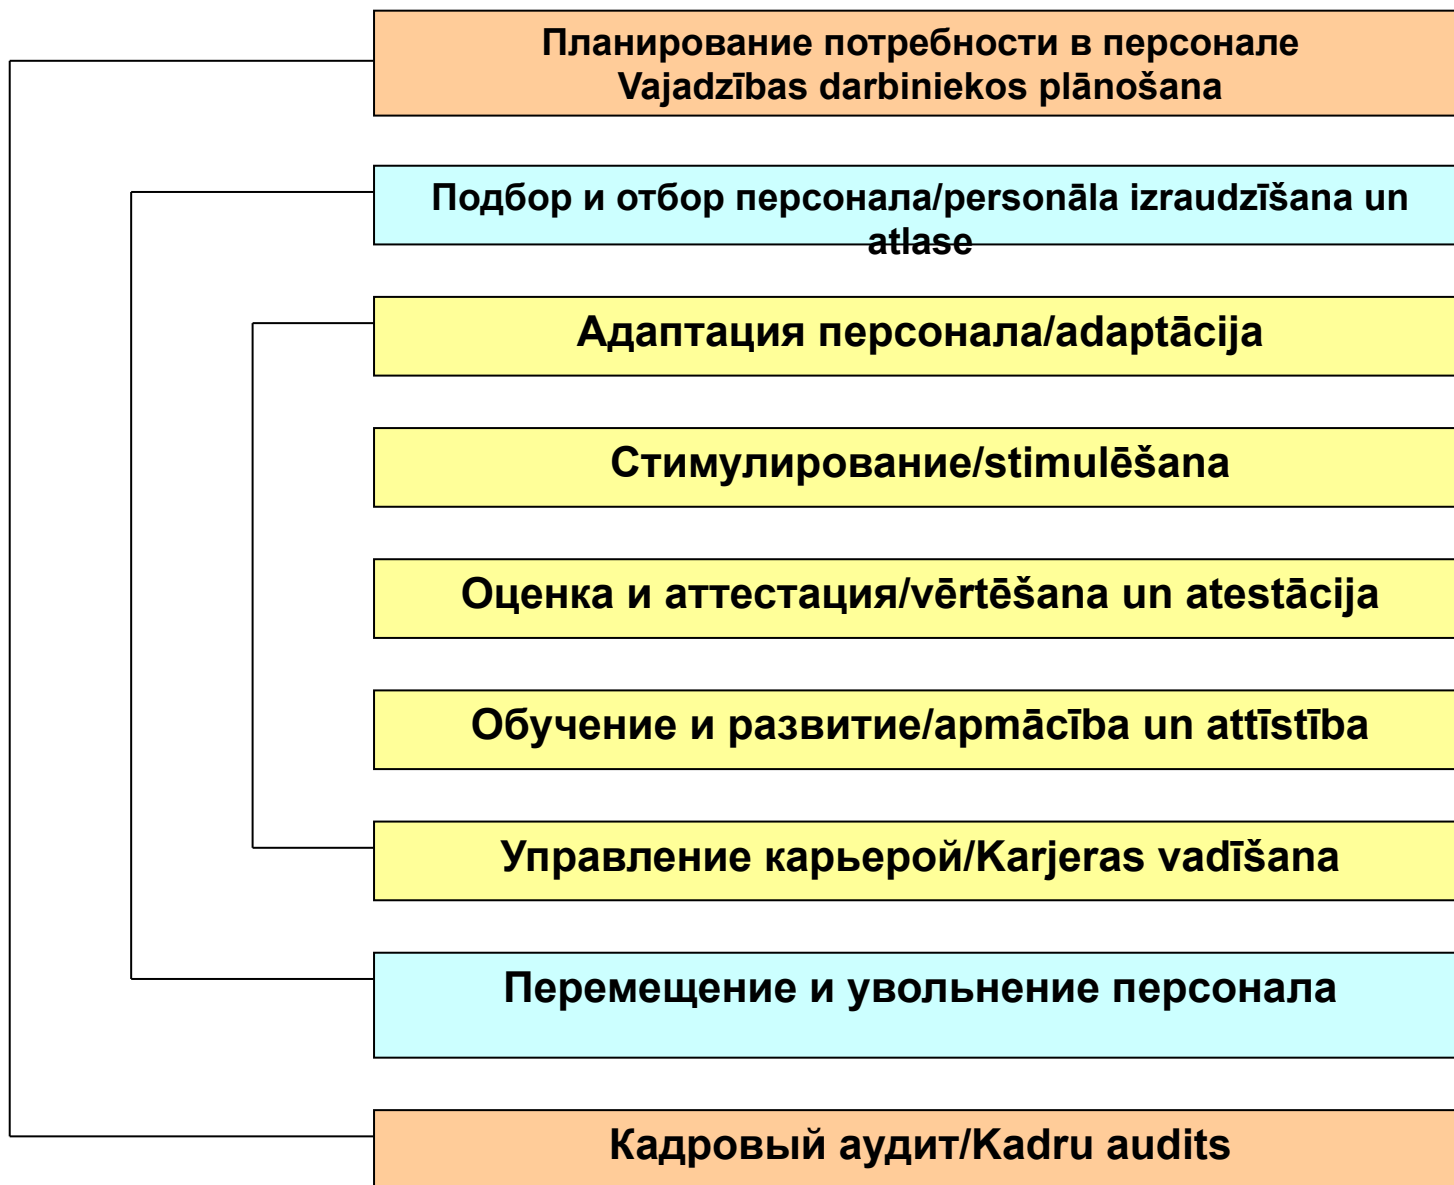 Планирование потребности в персонале
Vajadzības darbiniekos plānošana
Подбор и отбор персонала/personāla izraudzīšana un
atlase
Адаптация персонала/adaptācija
Стимулирование/stimulēšana
Оценка и аттестация/vērtēšana un atestācija
Обучение и развитие/apmācība un attīstība
Управление карьерой/Karjeras vadīšana
Перемещение и увольнение персонала
Кадровый аудит/Kadru audits